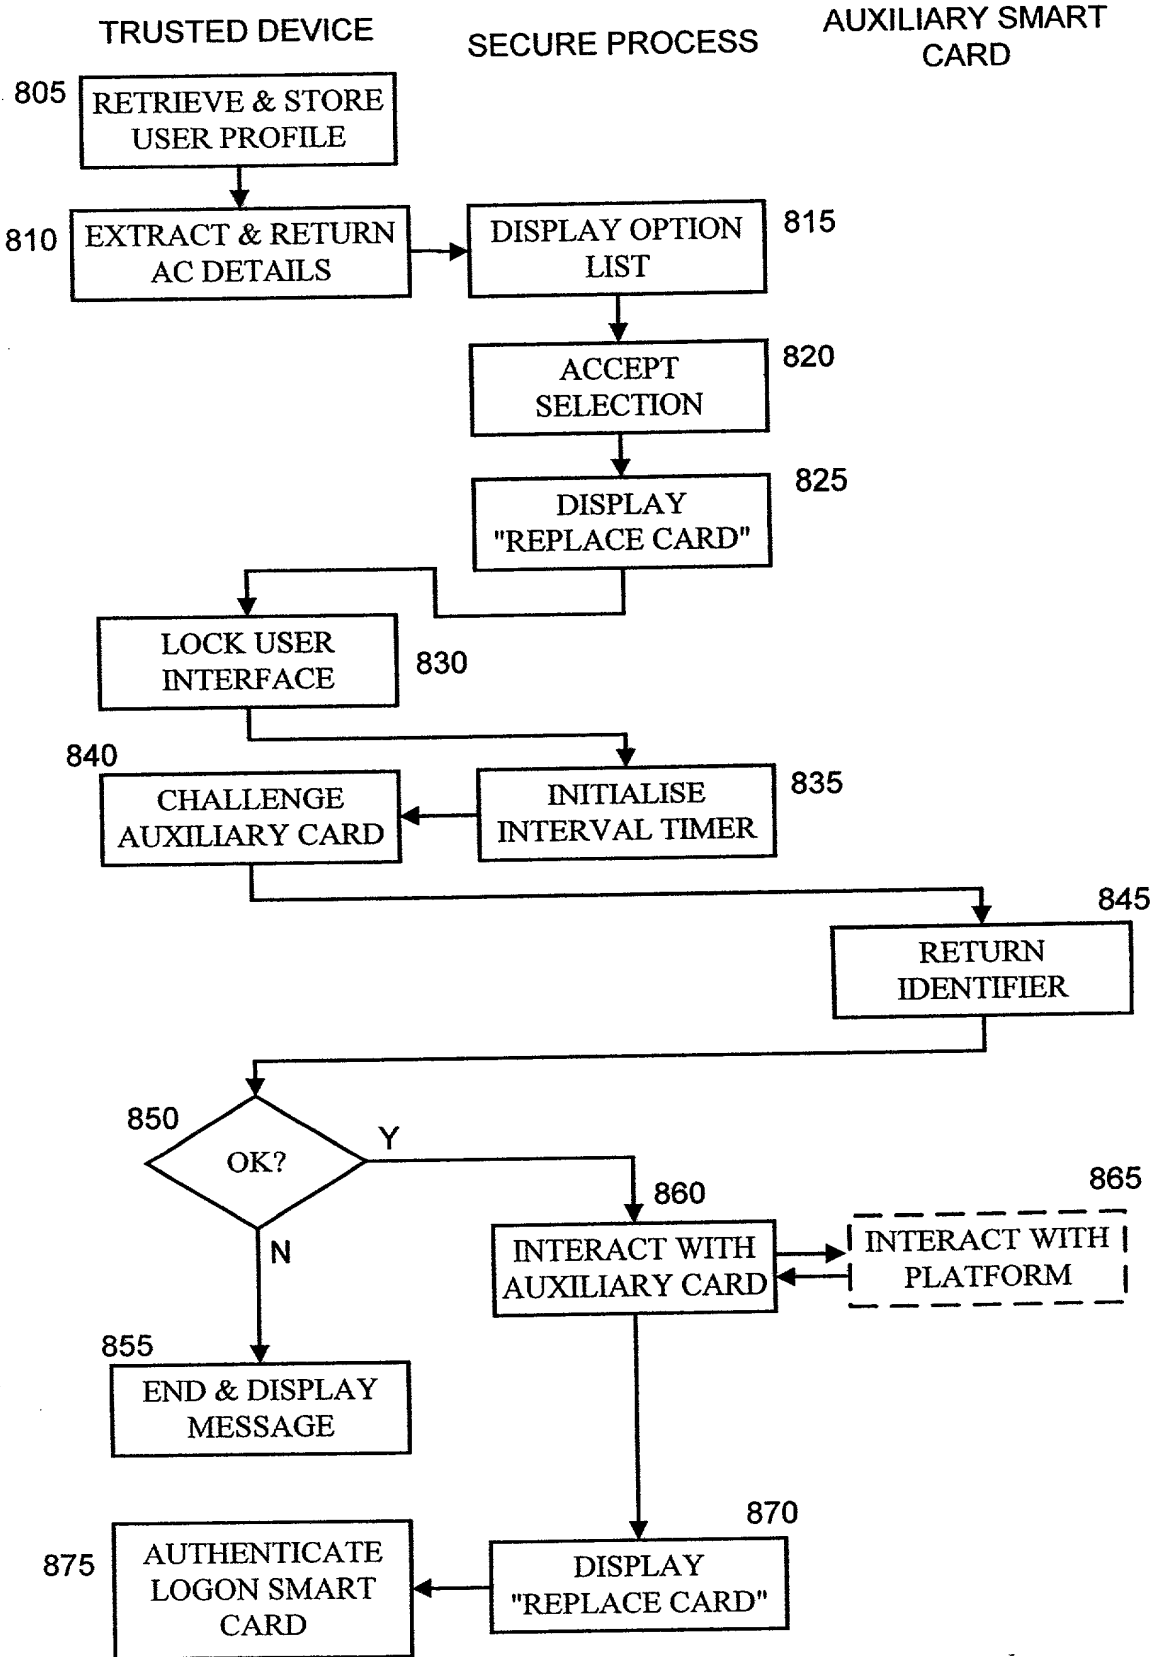 TRUSTED DEVICE
SECURE PROCESS
AUXILIARY SMART
CARD
805
RETRIEVE & STORE
USER PROFILE
810
EXTRACT & RETURN
AC DETAILS
DISPLAY OPTION
LIST
815
ACCEPT
SELECTION
820
DISPLAY
"REPLACE CARD"
825
LOCK USER
INTERFACE
830
840
CHALLENGE
AUXILIARY CARD
INITIALISE
INTERVAL TIMER
835
845
RETURN
IDENTIFIER
850
OK?
Y
N
860
INTERACT WITH
AUXILIARY CARD
865
INTERACT WITH
PLATFORM
855
END & DISPLAY
MESSAGE
870
DISPLAY
"REPLACE CARD"
875
AUTHENTICATE
LOGON SMART
CARD